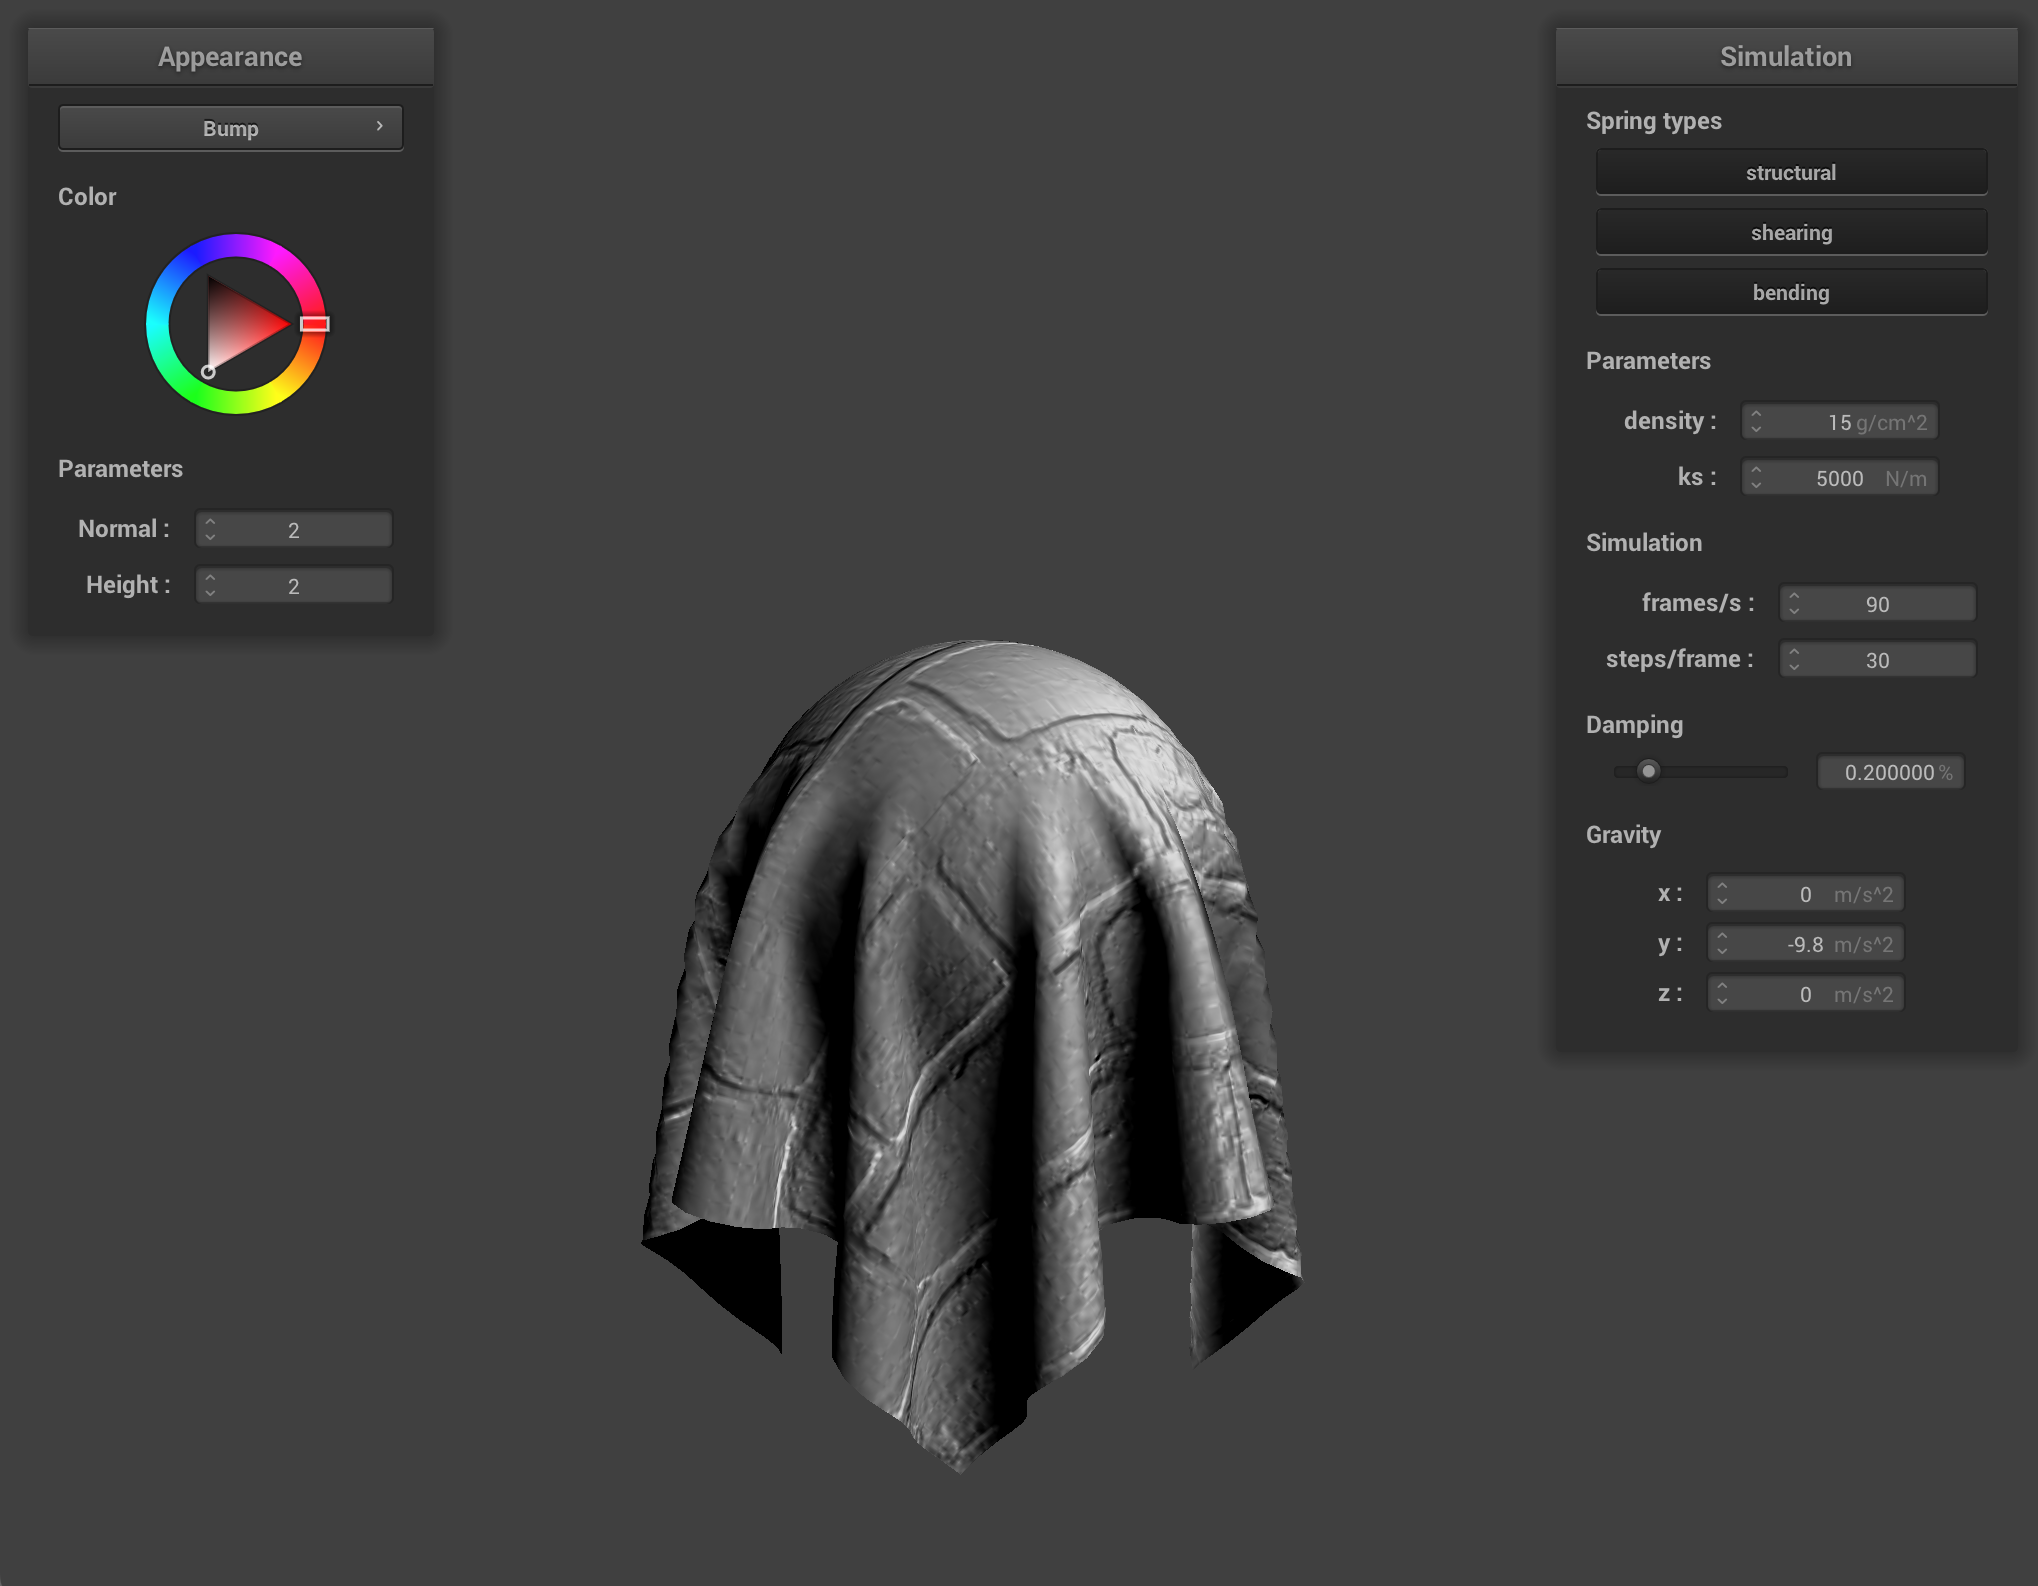 Appearance
Bump
Color
Parameters
Normal : 2
Height : 2
Simulation
Spring types
structural
shearing
bending
Parameters
density : 15 g/cm^2
ks : 5000 N/m
Simulation
frames/s : 90
steps/frame : 30
Damping
0.200000 %
Gravity
x : 0 m/s^2
y : -9.8 m/s^2
z : 0 m/s^2